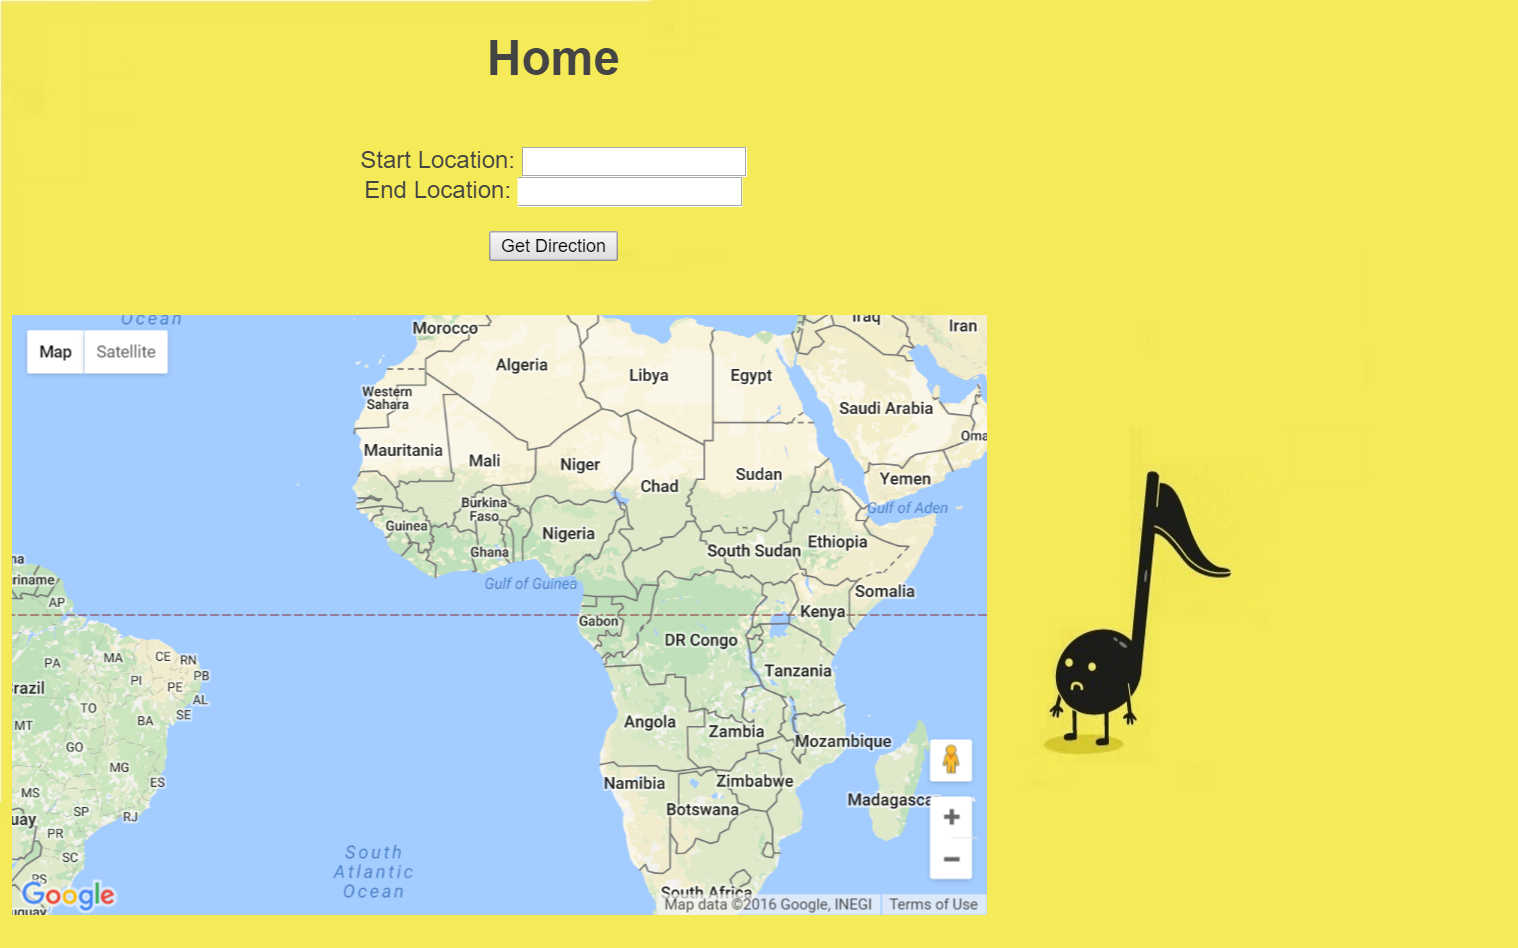 Home
Start Location:
End Location:
Get Direction
Ocean
Map Satellite
Morocco
Iraq
Iran
Algeria
Libya
Egypt
Western
Sahara
Saudi Arabia
Oma
Mauritania
Mali
Niger
Chad
Sudan
Yemen
Burkina
Faso
Gulf of Aden
Guinea
Nigeria
Ethiopia
Ghana
South Sudan
na
Gulf of Guinea
riname
Somalia
AP
Kenya
Gabon
DR Congo
MA
CE
RN
PA
PB
Tanzania
PI
PE
razil
AL
TO
SE
MT
BA
Angola
Zambia
GO
Mozambique
MG
ES
Namibia
Zimbabwe
MS
Madagasca
SP
RJ
Botswana
uay
PR
SC
South
Atlantic
Ocean
RS
Google
South Africa
Map data ©2016 Google, INEGI
Terms of Use
uguay